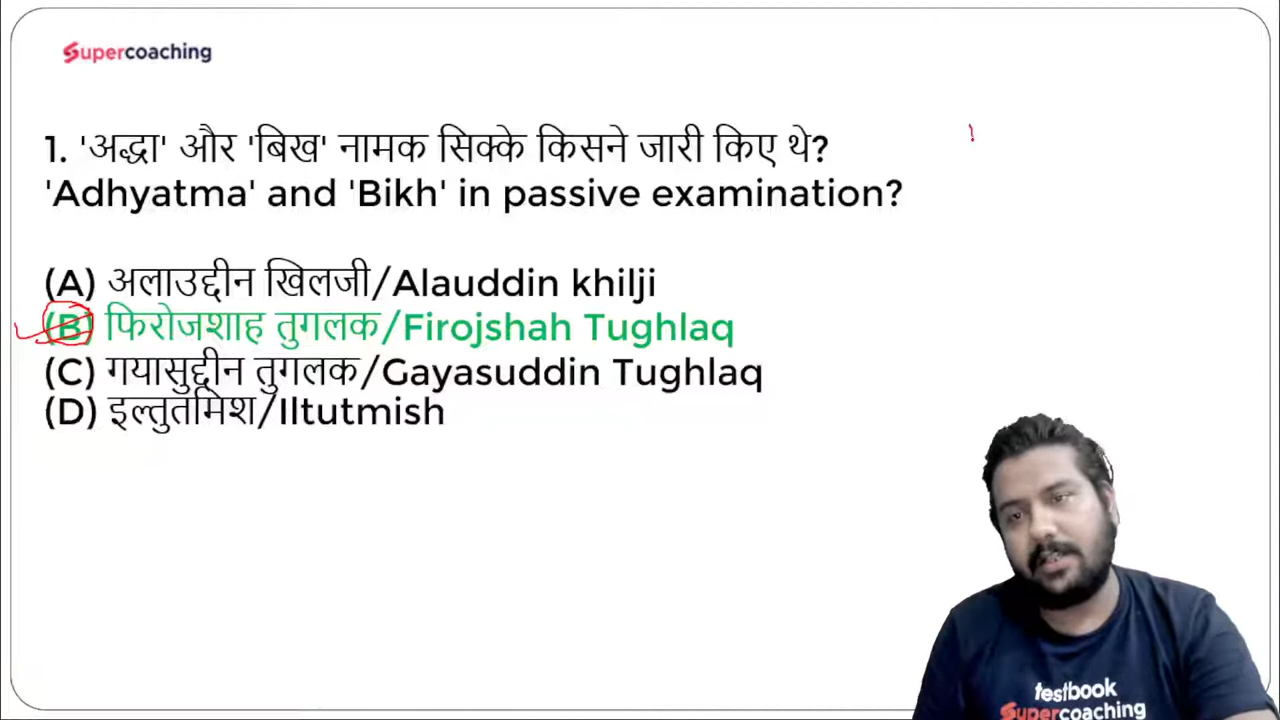 Supercoaching
1. 'अद्धा' और 'बिख' नामक सिक्के किसने जारी किए थे?
'Adhyatma' and 'Bikh' in passive examination?
(A) अलाउद्दीन खिलजी/Alauddin khilji
(B) फिरोजशाह तुगलक/Firojshah Tughlaq
(C) गयासुद्दीन तुगलक/Gayasuddin Tughlaq
(D) इल्तुतमिश/Iltutmish
testbook
Supercoaching